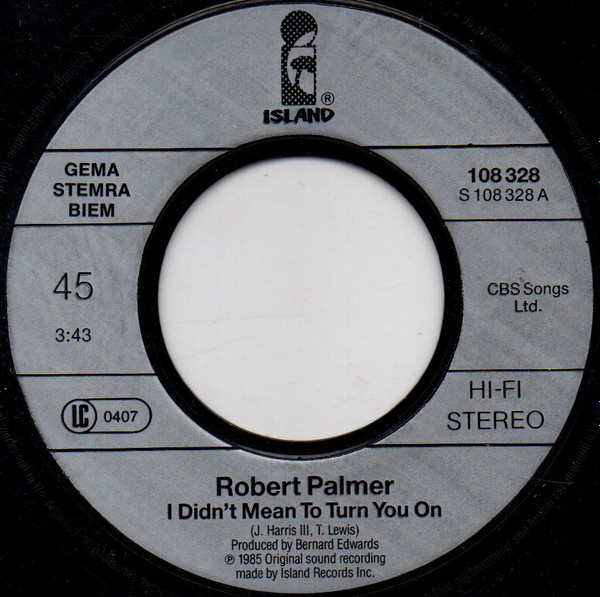 ®
ISLAND
GEMA
STEMRA
BIEM
108 328
S 108 328 A
45
3:43
CBS Songs
Ltd.
LC 0407
HI-FI
STEREO
Robert Palmer
I Didn't Mean To Turn You On
(J. Harris III, T. Lewis)
Produced by Bernard Edwards
℗ 1985 Original sound recording
made by Island Records Inc.